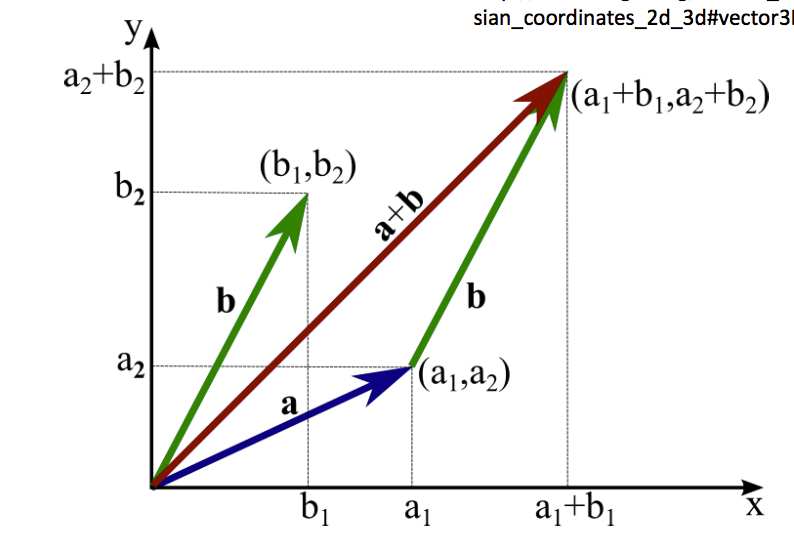 sian_coordinates_2d_3d#vector3
y
a₂+b₂
(a₁+b₁,a₂+b₂)
(b₁,b₂)
b₂
a+b
b
b
a₂
(a₁,a₂)
a
b₁
a₁
a₁+b₁
x